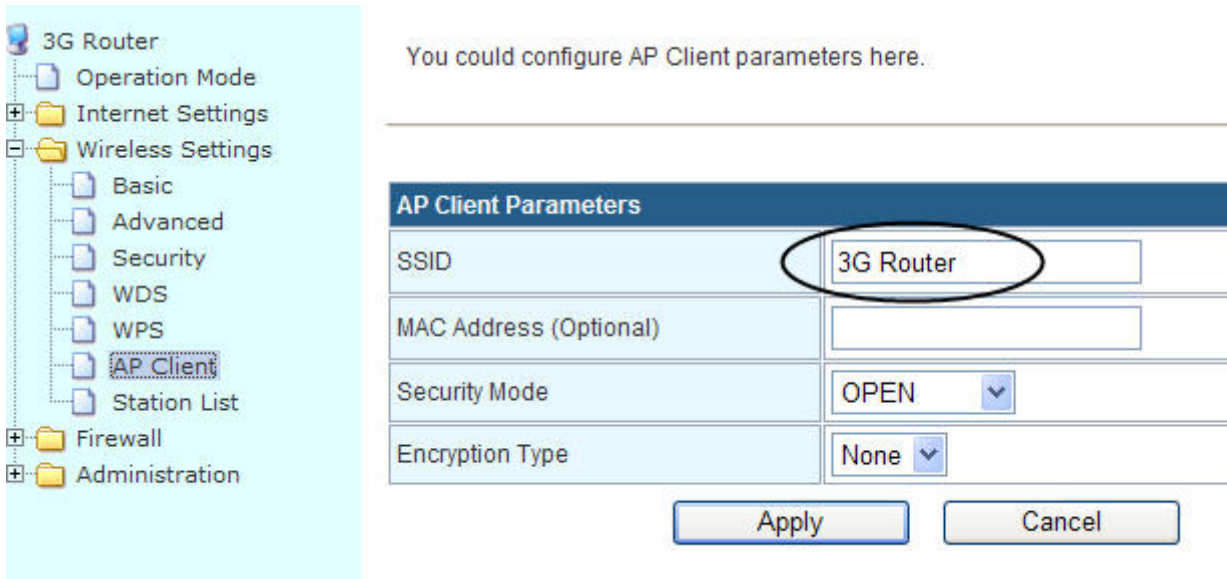 3G Router
Operation Mode
Internet Settings
Wireless Settings
Basic
Advanced
Security
WDS
WPS
AP Client
Station List
Firewall
Administration
You could configure AP Client parameters here.
AP Client Parameters
SSID 3G Router
MAC Address (Optional)
Security Mode OPEN
Encryption Type None
Apply Cancel